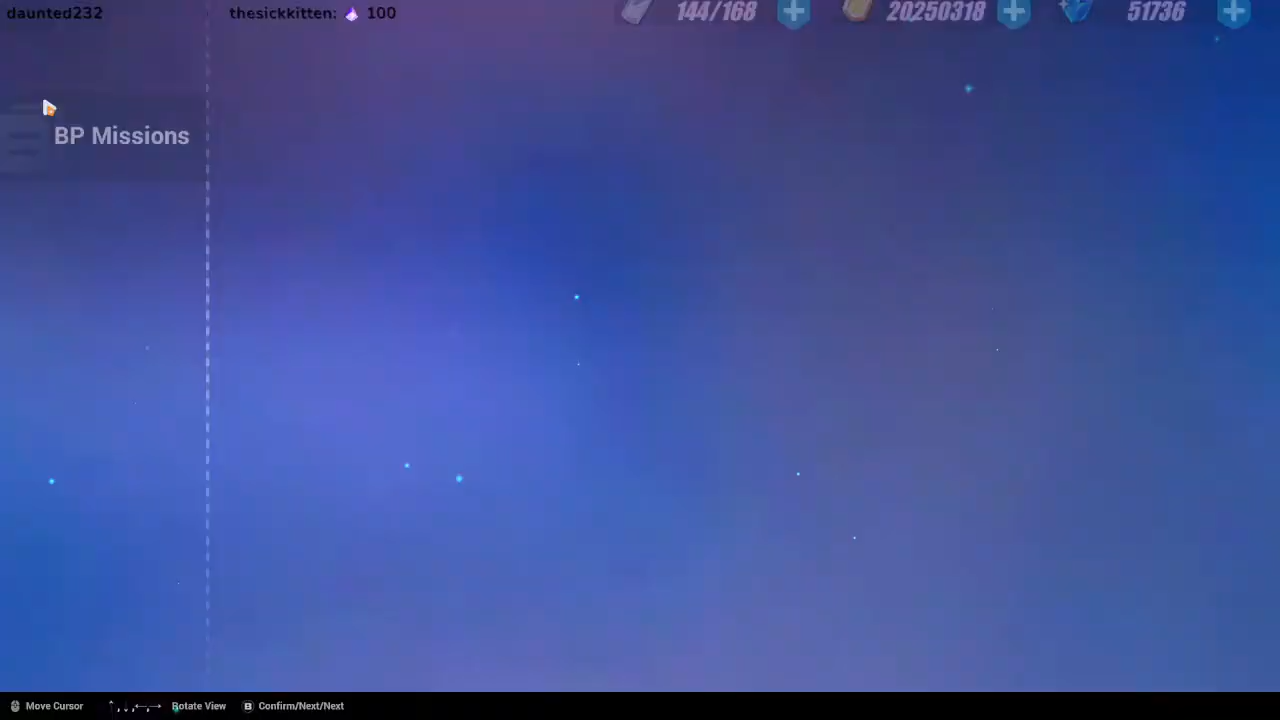 daunted232 thesickkitten: 100 144/168 20250318 51736
BP Missions
Move Cursor Rotate View B Confirm/Next/Next